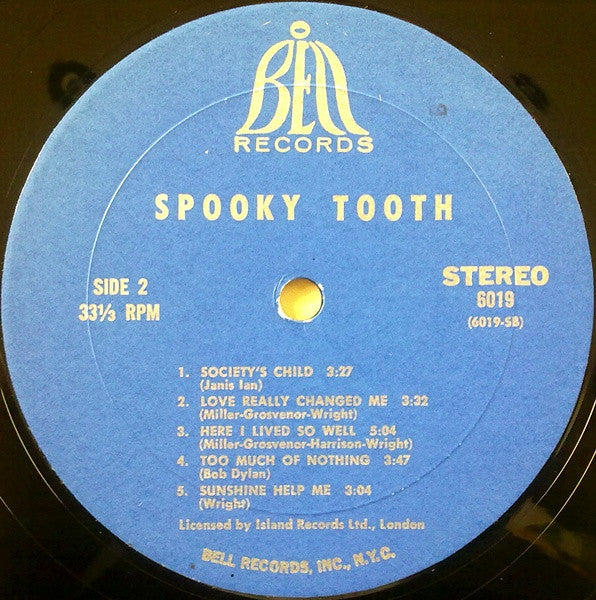 BELL
RECORDS
SPOOKY TOOTH
SIDE 2
33⅓ RPM
STEREO
6019
(6019-SB)
1. SOCIETY'S CHILD 3:27
(Janis Ian)
2. LOVE REALLY CHANGED ME 3:32
(Miller-Grosvenor-Wright)
3. HERE I LIVED SO WELL 5:04
(Miller-Grosvenor-Harrison-Wright)
4. TOO MUCH OF NOTHING 3:47
(Bob Dylan)
5. SUNSHINE HELP ME 3:04
(Wright)
Licensed by Island Records Ltd., London
BELL RECORDS, INC., N.Y.C.